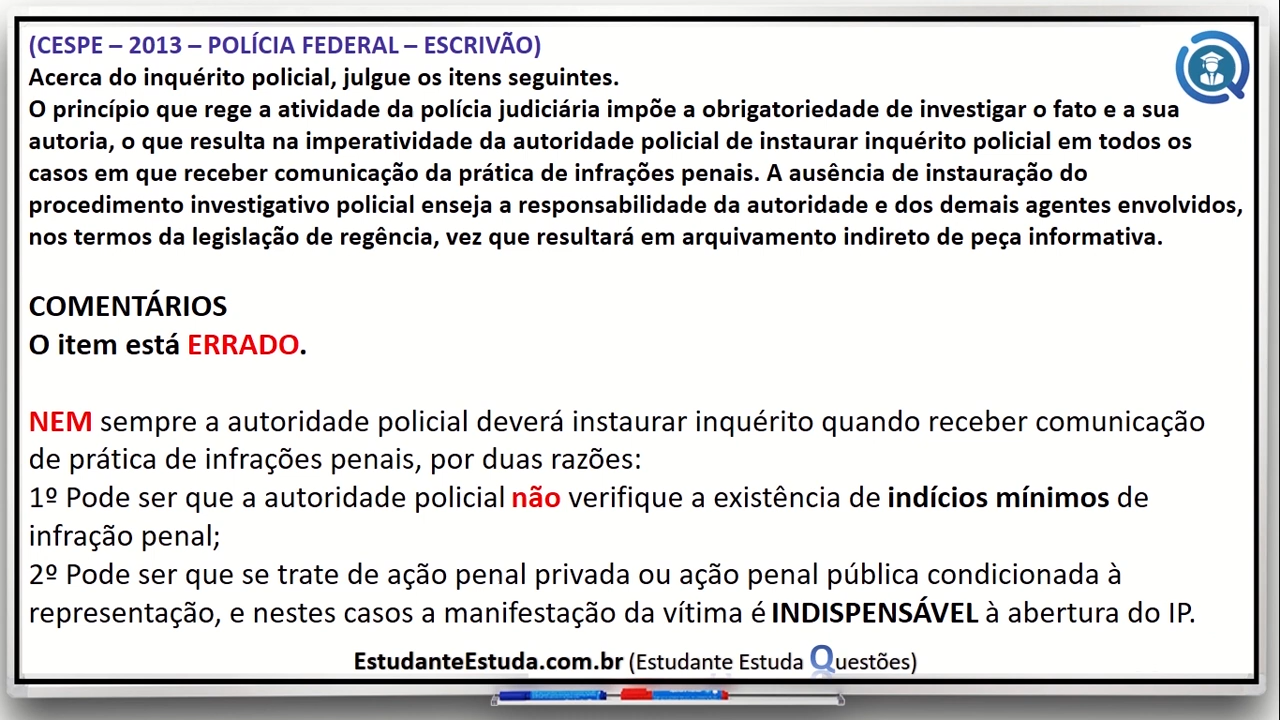 (CESPE – 2013 – POLÍCIA FEDERAL – ESCRIVÃO)
Acerca do inquérito policial, julgue os itens seguintes.
O princípio que rege a atividade da polícia judiciária impõe a obrigatoriedade de investigar o fato e a sua
autoria, o que resulta na imperatividade da autoridade policial de instaurar inquérito policial em todos os
casos em que receber comunicação da prática de infrações penais. A ausência de instauração do
procedimento investigativo policial enseja a responsabilidade da autoridade e dos demais agentes envolvidos,
nos termos da legislação de regência, vez que resultará em arquivamento indireto de peça informativa.
COMENTÁRIOS
O item está ERRADO.
NEM sempre a autoridade policial deverá instaurar inquérito quando receber comunicação
de prática de infrações penais, por duas razões:
1º Pode ser que a autoridade policial não verifique a existência de indícios mínimos de
infração penal;
2º Pode ser que se trate de ação penal privada ou ação penal pública condicionada à
representação, e nestes casos a manifestação da vítima é INDISPENSÁVEL à abertura do IP.
EstudanteEstuda.com.br (Estudante Estuda Questões)